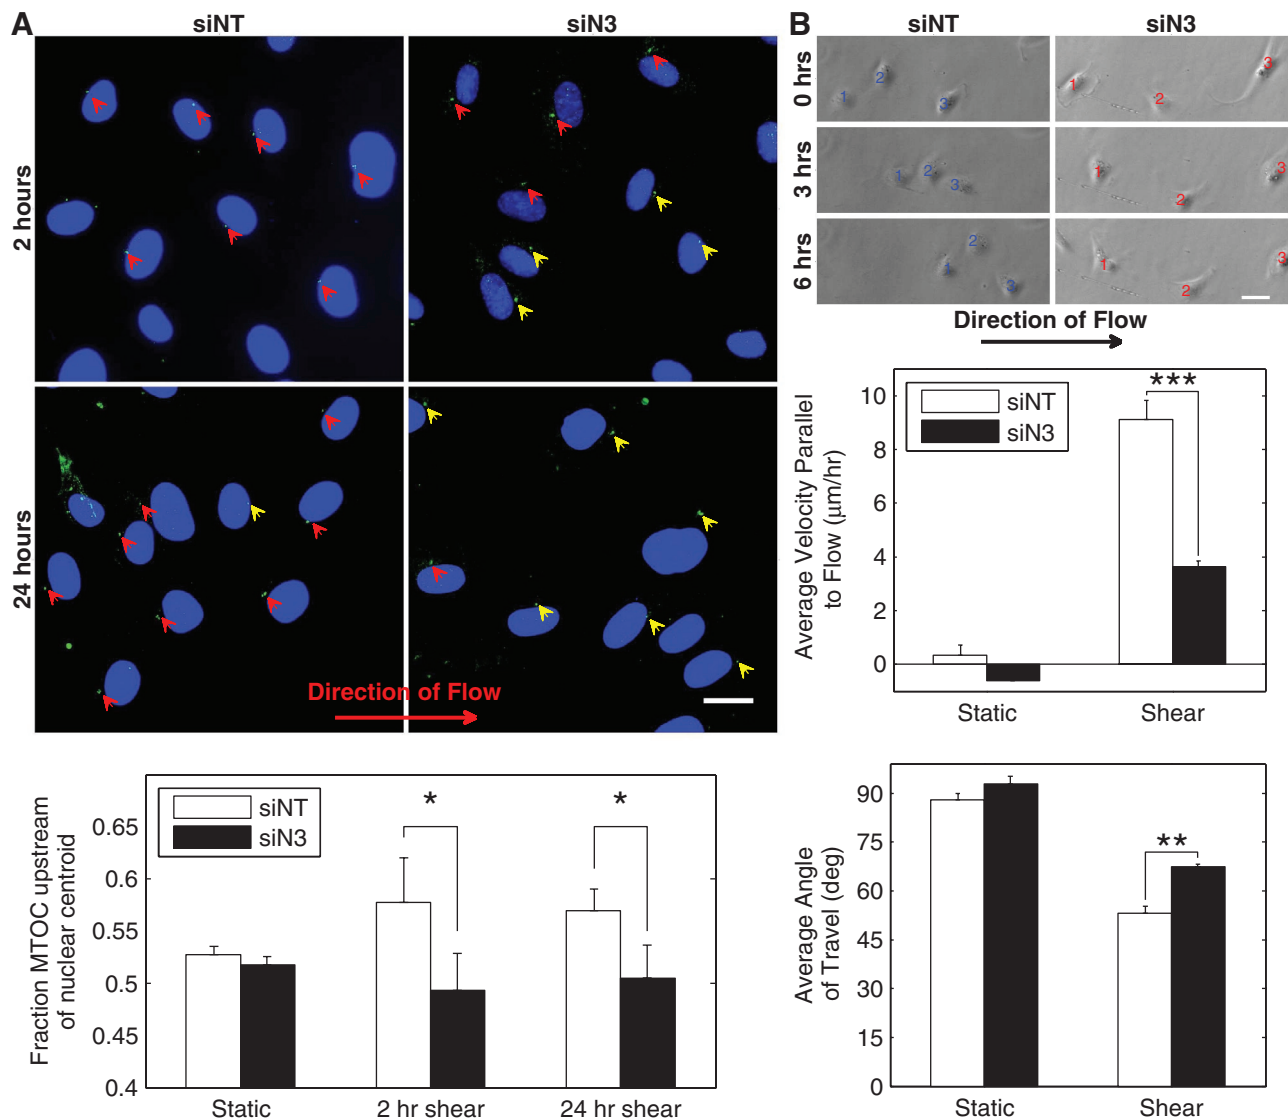 A
siNT
siN3
2 hours
24 hours
Direction of Flow
Fraction MTOC upstream
of nuclear centroid
0.65
0.6
0.55
0.5
0.45
0.4
siNT
siN3
*
*
Static
2 hr shear
24 hr shear
B
siNT
siN3
0 hrs
1
2
3
1
2
3
3 hrs
1
2
3
1
2
3
6 hrs
1
2
3
1
2
3
Direction of Flow
Average Velocity Parallel
to Flow (μm/hr)
10
8
6
4
2
0
siNT
siN3
***
Static
Shear
Average Angle
of Travel (deg)
90
75
60
45
30
15
0
**
Static
Shear